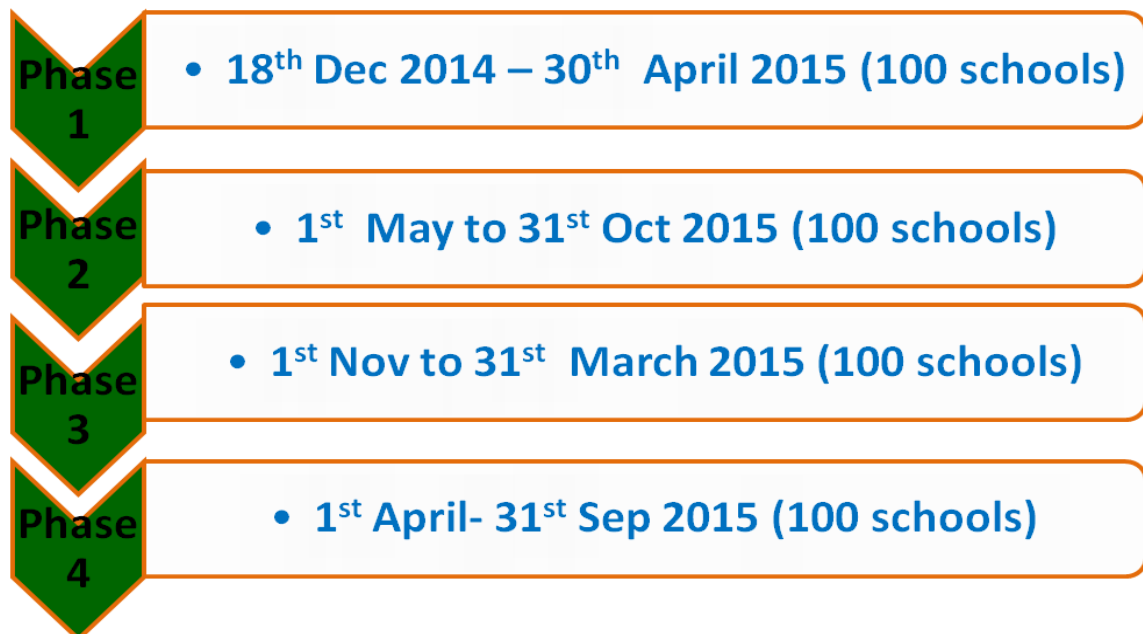 Phase
1
• 18th Dec 2014 – 30th April 2015 (100 schools)
Phase
2
• 1st May to 31st Oct 2015 (100 schools)
Phase
3
• 1st Nov to 31st March 2015 (100 schools)
Phase
4
• 1st April- 31st Sep 2015 (100 schools)